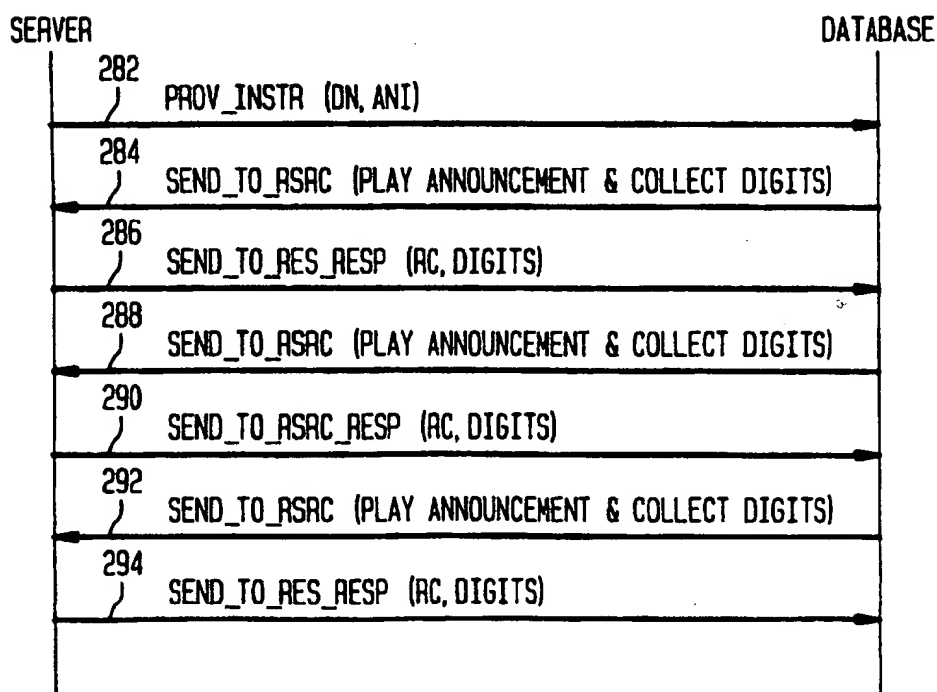 SERVER DATABASE
282
PROV_INSTR (DN, ANI)
284
SEND_TO_RSRC (PLAY ANNOUNCEMENT & COLLECT DIGITS)
286
SEND_TO_RES_RESP (RC, DIGITS)
288
SEND_TO_RSRC (PLAY ANNOUNCEMENT & COLLECT DIGITS)
290
SEND_TO_RSRC_RESP (RC, DIGITS)
292
SEND_TO_RSRC (PLAY ANNOUNCEMENT & COLLECT DIGITS)
294
SEND_TO_RES_RESP (RC, DIGITS)